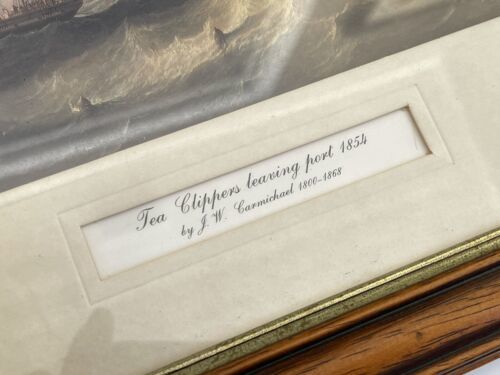 Tea Clippers leaving port 1854
by J. W. Carmichael 1800-1868